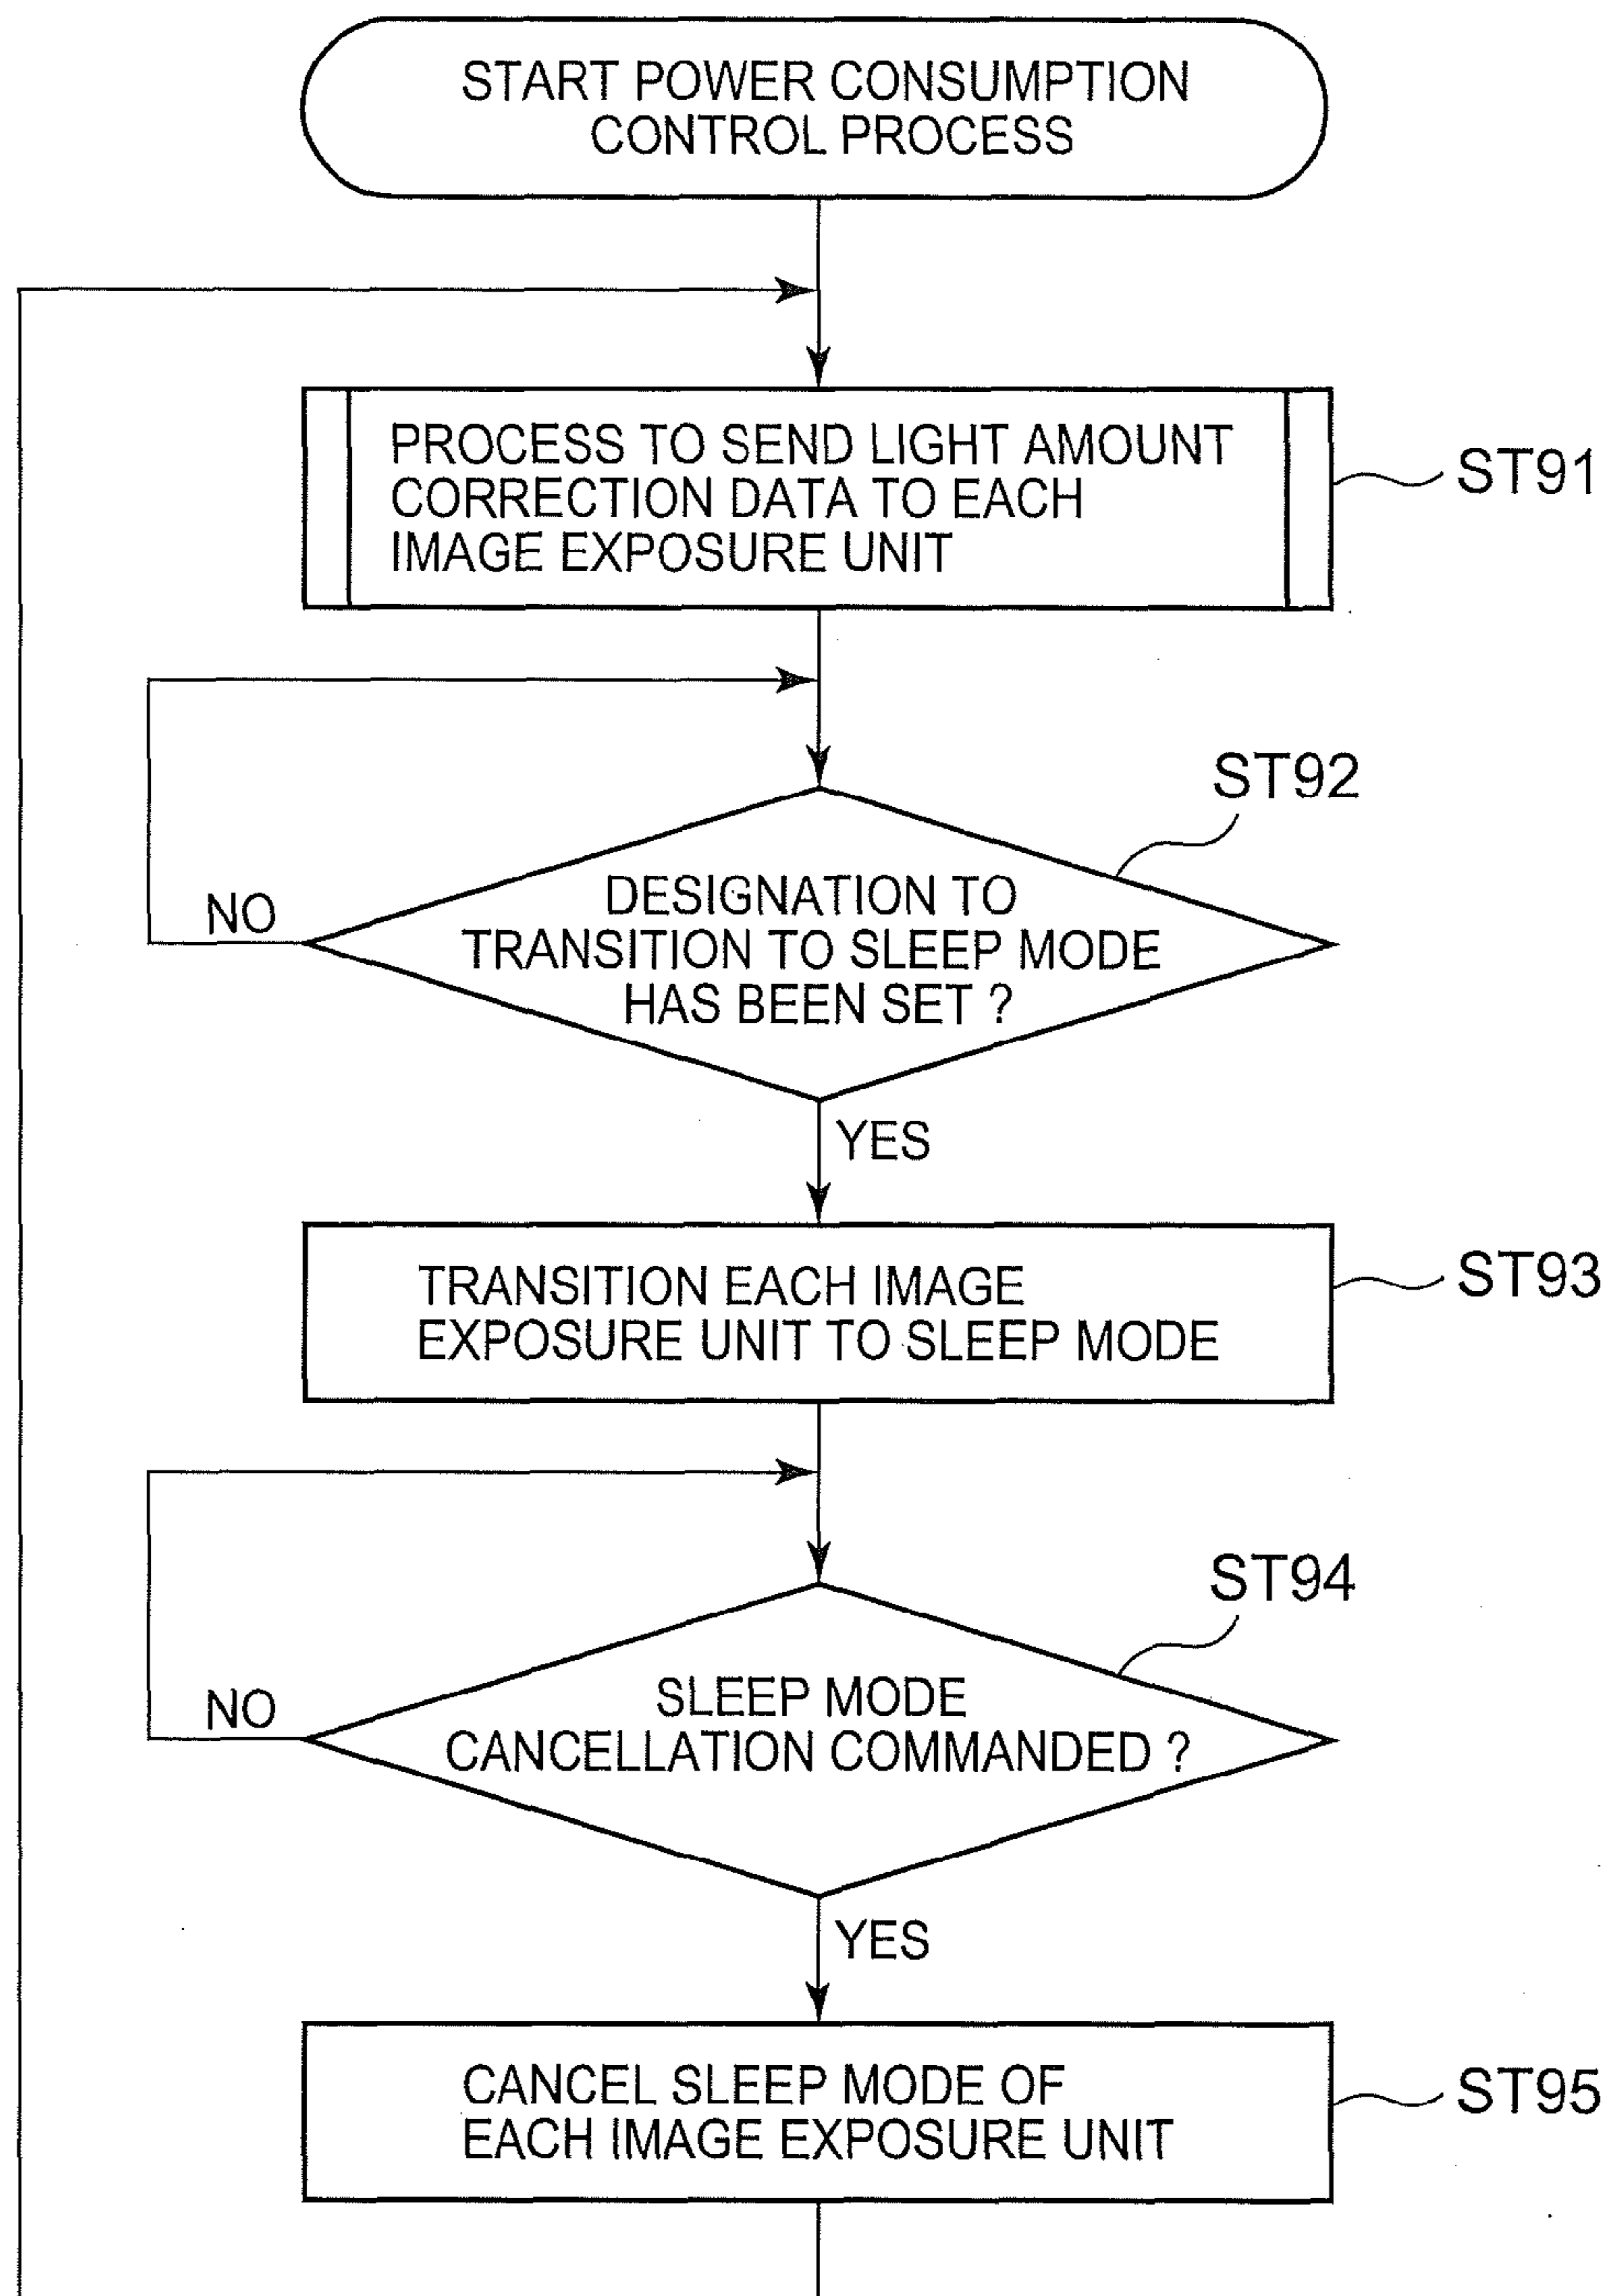 START POWER CONSUMPTION
CONTROL PROCESS
PROCESS TO SEND LIGHT AMOUNT
CORRECTION DATA TO EACH
IMAGE EXPOSURE UNIT
ST91
ST92
DESIGNATION TO
TRANSITION TO SLEEP MODE
HAS BEEN SET ?
NO
YES
TRANSITION EACH IMAGE
EXPOSURE UNIT TO SLEEP MODE
ST93
ST94
SLEEP MODE
CANCELLATION COMMANDED ?
NO
YES
CANCEL SLEEP MODE OF
EACH IMAGE EXPOSURE UNIT
ST95